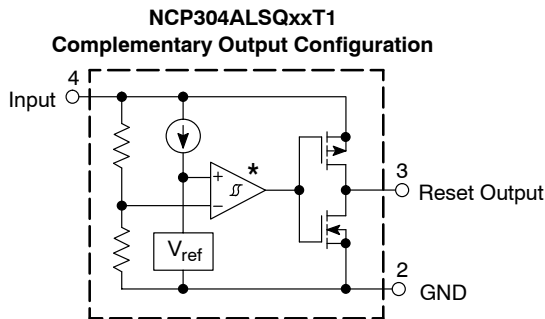 NCP304ALSQxxT1
Complementary Output Configuration
4
Input
*
+
−
3
Reset Output
Vref
2
GND